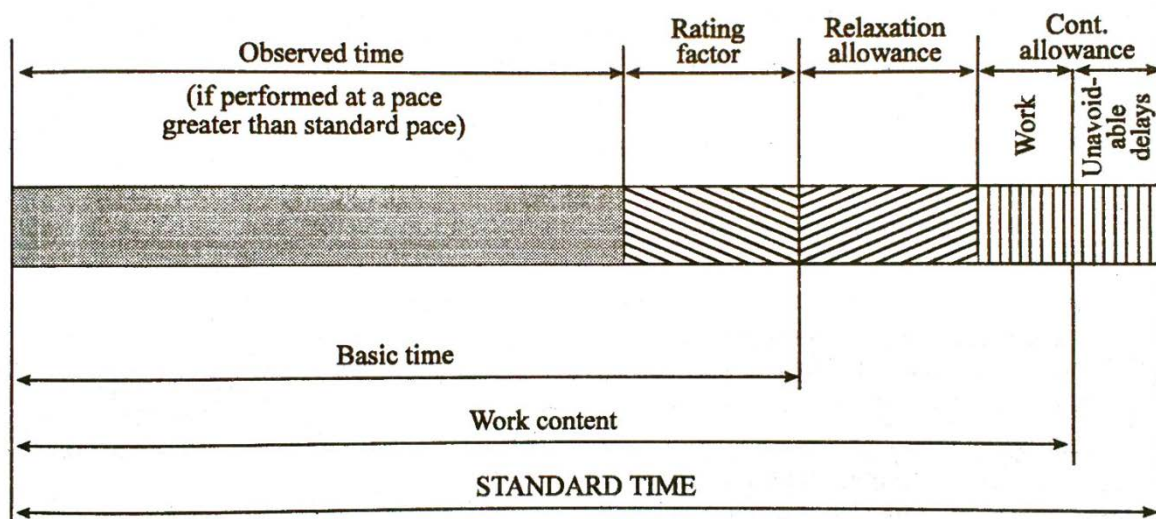 Observed time
(if performed at a pace
greater than standard pace)
Rating
factor
Relaxation
allowance
Cont.
allowance
Work
Unavoid-
able
delays
Basic time
Work content
STANDARD TIME